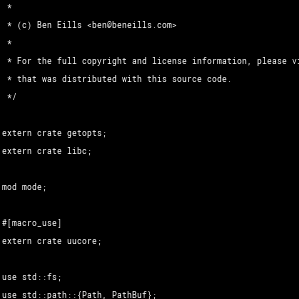 *
* (c) Ben Eills <ben@beneills.com>
*
* For the full copyright and license information, please
* that was distributed with this source code.
*/
extern crate getopts;
extern crate libc;
mod mode;
#[macro_use]
extern crate uucore;
use std::fs;
use std::path::{Path, PathBuf};